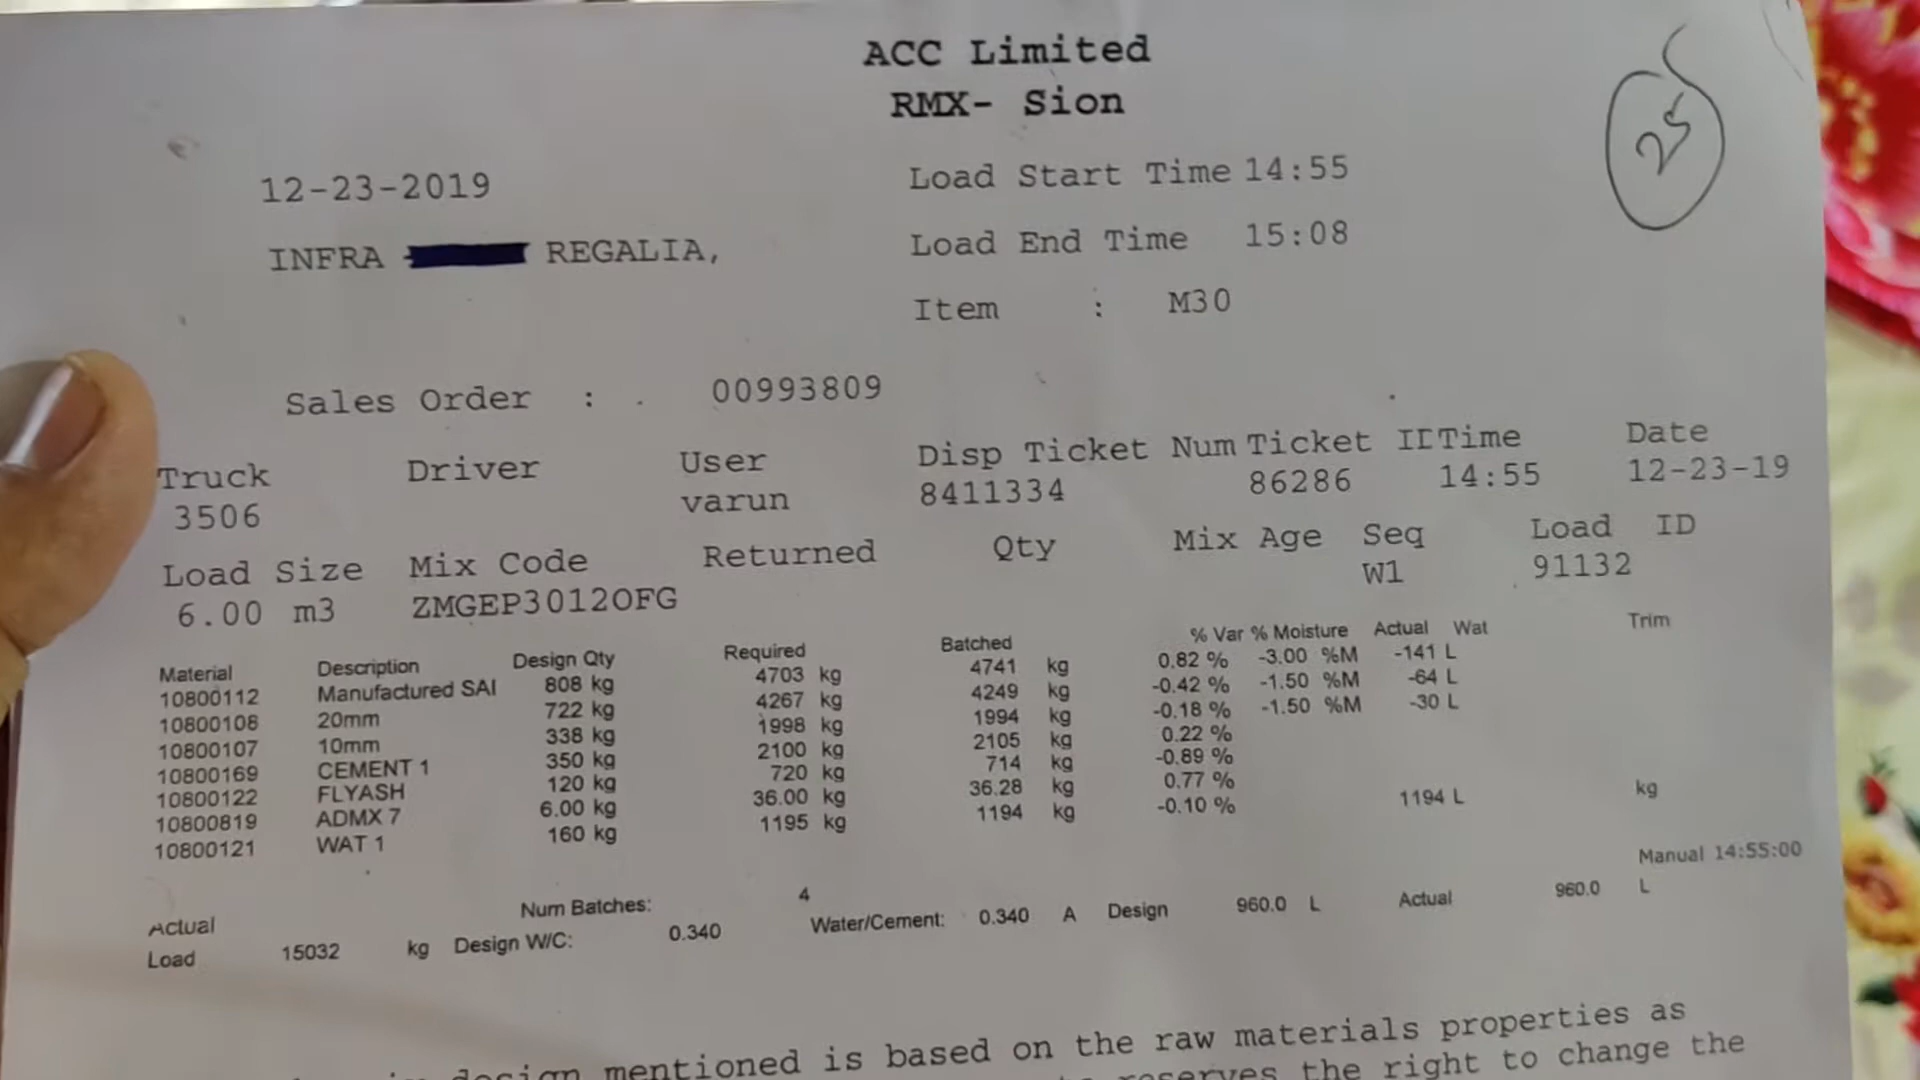 ACC Limited
RMX- Sion
25
12-23-2019
Load Start Time 14:55
INFRA REGALIA,
Load End Time 15:08
Item : M30
Sales Order : 00993809
Truck Driver User Disp Ticket Num Ticket ID Time Date
3506 varun 8411334 86286 14:55 12-23-19
Load Size Mix Code Returned Qty Mix Age Seq Load ID
6.00 m3 ZMGEP3012OFG W1 91132
Material Description Design Qty Required Batched % Var % Moisture Actual Wat Trim
10800112 Manufactured SAI 808 kg 4703 kg 4741 kg 0.82 % -3.00 %M -141 L
10800108 20mm 722 kg 4267 kg 4249 kg -0.42 % -1.50 %M -64 L
10800107 10mm 338 kg 1998 kg 1994 kg -0.18 % -1.50 %M -30 L
10800169 CEMENT 1 350 kg 2100 kg 2105 kg 0.22 %
10800122 FLYASH 120 kg 720 kg 714 kg -0.89 %
10800819 ADMX 7 6.00 kg 36.00 kg 36.28 kg 0.77 %
10800121 WAT 1 160 kg 1195 kg 1194 kg -0.10 % 1194 L kg
Manual 14:55:00
Actual Num Batches: 4
Load 15032 kg Design W/C: 0.340 Water/Cement: 0.340 A Design 960.0 L Actual 960.0 L
design mentioned is based on the raw materials properties as
reserves the right to change the